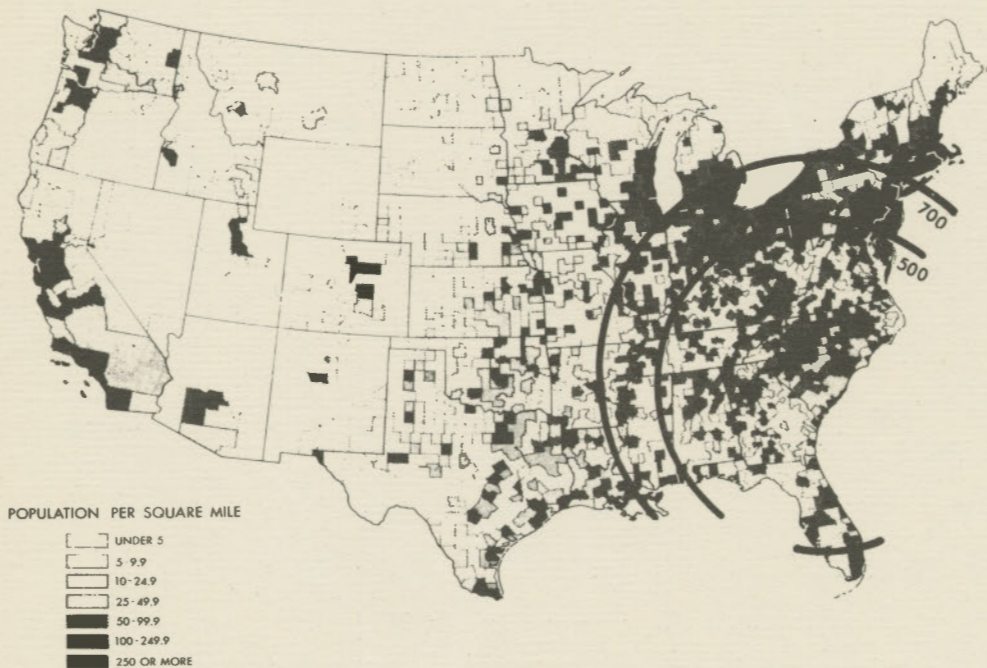 700
500
POPULATION PER SQUARE MILE
UNDER 5
5-9.9
10-24.9
25-49.9
50-99.9
100-249.9
250 OR MORE